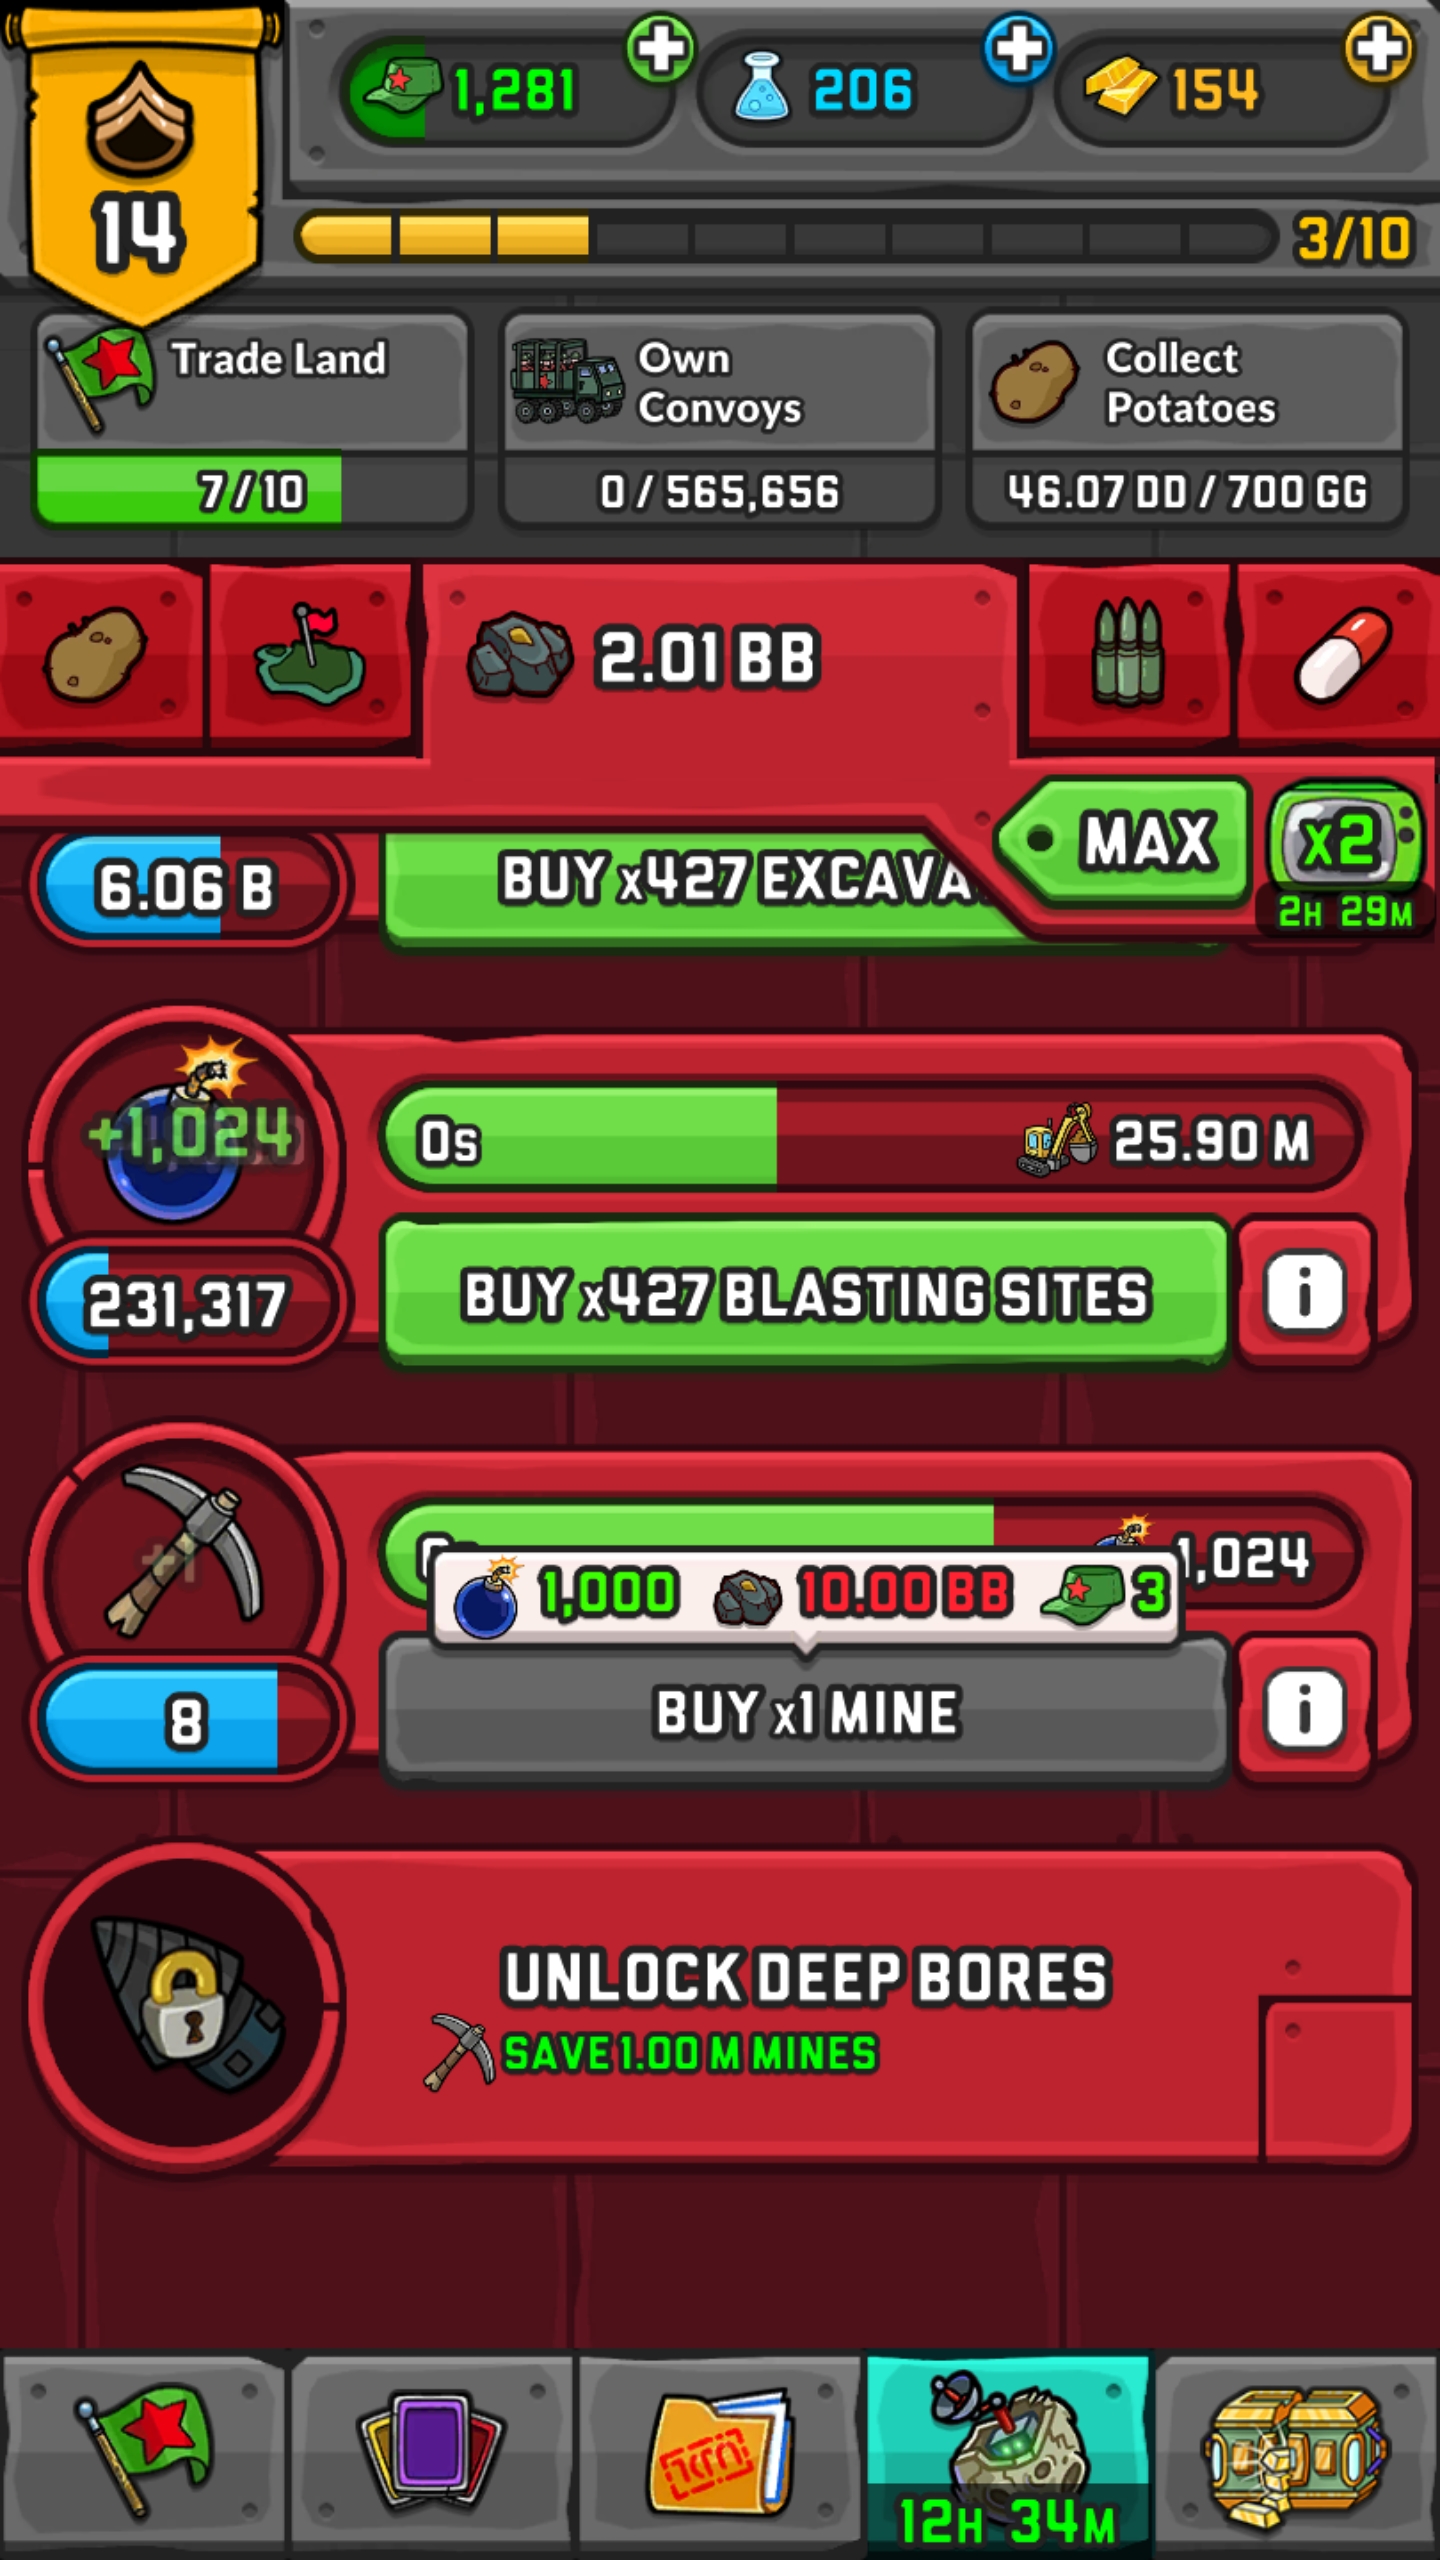 1,281
206
154
14
3/10
Trade Land
7/10
Own
Convoys
0/565,656
Collect
Potatoes
46.07 DD/700 GG
2.01 BB
MAX
x2
2H 29M
6.06 B
BUY x427 EXCAVA
+1,024
0s
25.90 M
231,317
BUY x427 BLASTING SITES
i
+1
1,024
1,000
10.00 BB
3
8
BUY x1 MINE
i
UNLOCK DEEP BORES
SAVE 1.00 M MINES
12H 34M